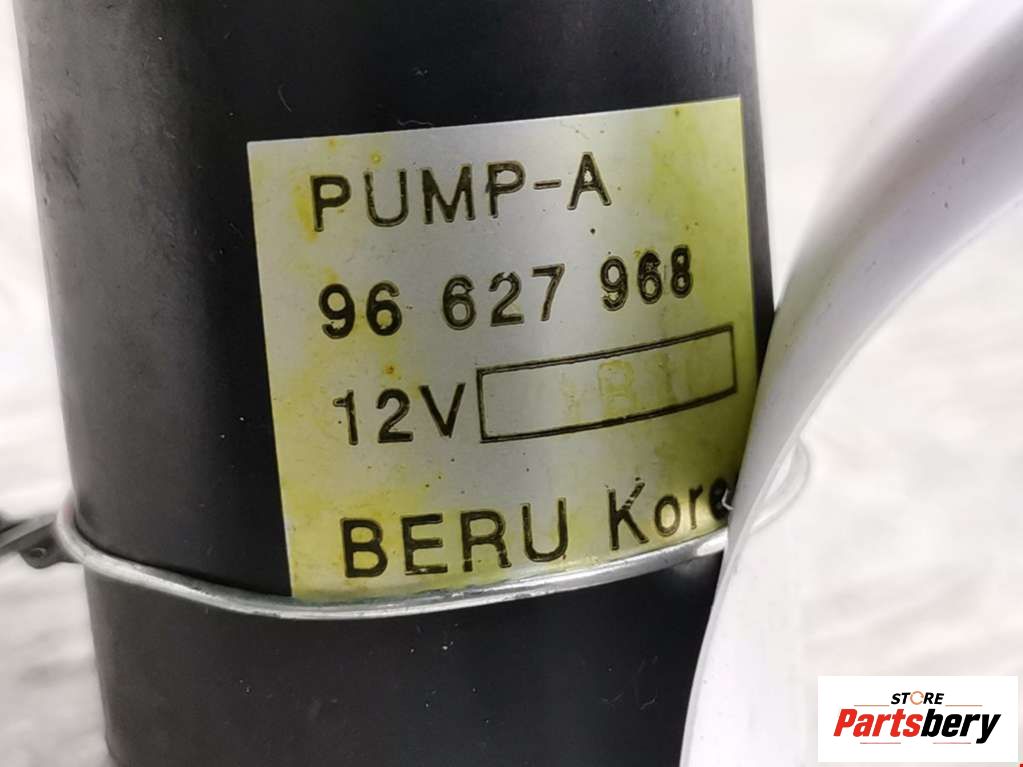 PUMP-A
96 627 968
12V
BERU Kore
STORE
Partsbery